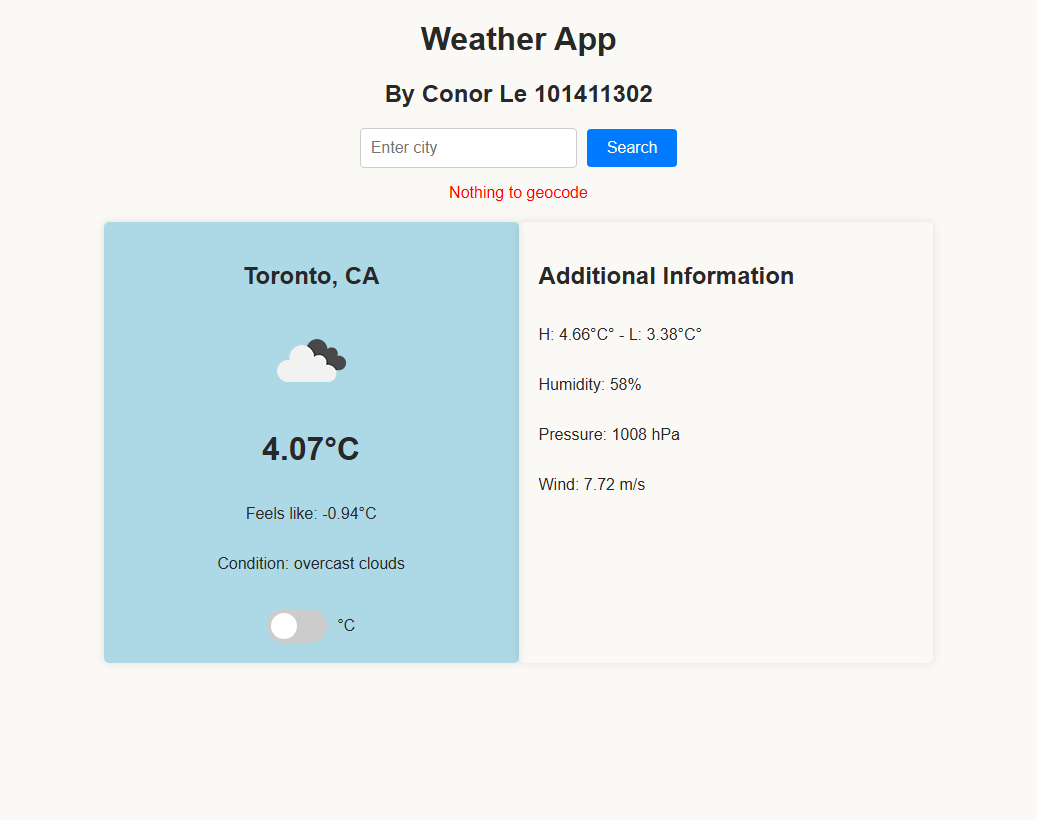 Weather App
By Conor Le 101411302
Enter city
Search
Nothing to geocode
Toronto, CA
4.07°C
Feels like: -0.94°C
Condition: overcast clouds
°C
Additional Information
H: 4.66°C° - L: 3.38°C°
Humidity: 58%
Pressure: 1008 hPa
Wind: 7.72 m/s